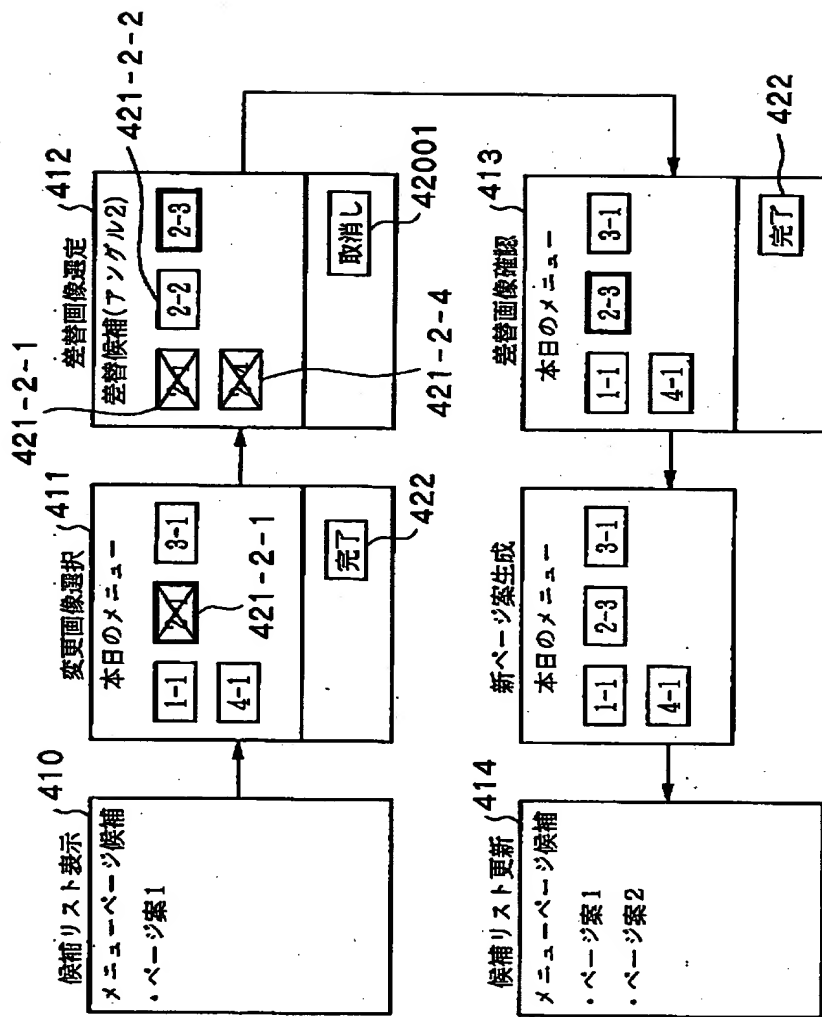 候補リスト表示
410
メニューページ候補
・ページ案1
変更画像選択
411
本日のメニュー
1-1
3-1
4-1
421-2-1
完了
422
差替画像選定
412
差替候補(アングル2)
421-2-1
2-2
2-3
421-2-2
421-2-4
取消し
42001
差替画像確認
413
本日のメニュー
1-1
2-3
3-1
4-1
完了
422
新ページ案生成
本日のメニュー
1-1
2-3
3-1
4-1
候補リスト更新
414
メニューページ候補
・ページ案1
・ページ案2